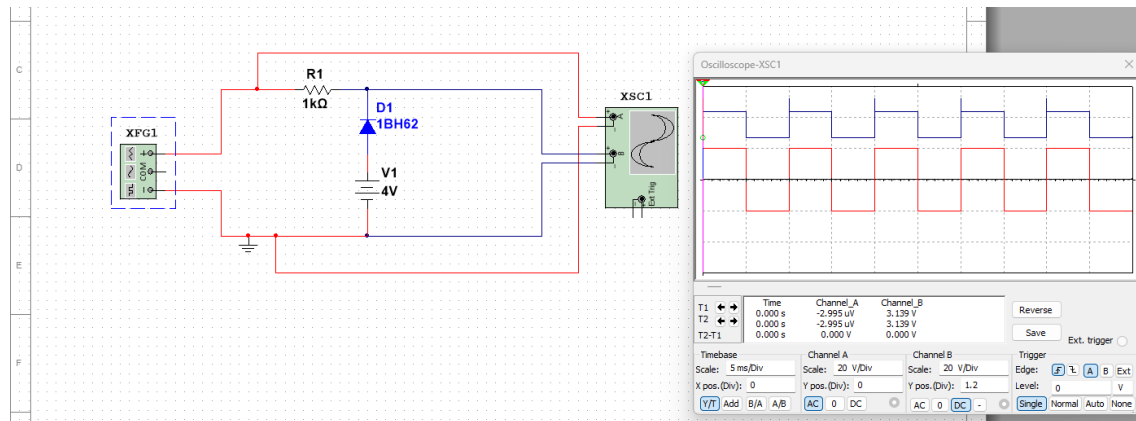 C
D
E
F
XFG1
COM
R1
1kΩ
D1
1BH62
V1
4V
XSC1
A
B
Ext Trig
Oscilloscope-XSC1
T1
T2
T2-T1
Time Channel_A Channel_B
0.000 s -2.995 uV 3.139 V
0.000 s -2.995 uV 3.139 V
0.000 s 0.000 V 0.000 V
Reverse
Save
Ext. trigger
Timebase
Scale: 5 ms/Div
X pos.(Div): 0
Y/T Add B/A A/B
Channel A
Scale: 20 V/Div
Y pos.(Div): 0
AC 0 DC
Channel B
Scale: 20 V/Div
Y pos.(Div): 1.2
AC 0 DC -
Trigger
Edge: A B Ext
Level: 0 V
Single Normal Auto None